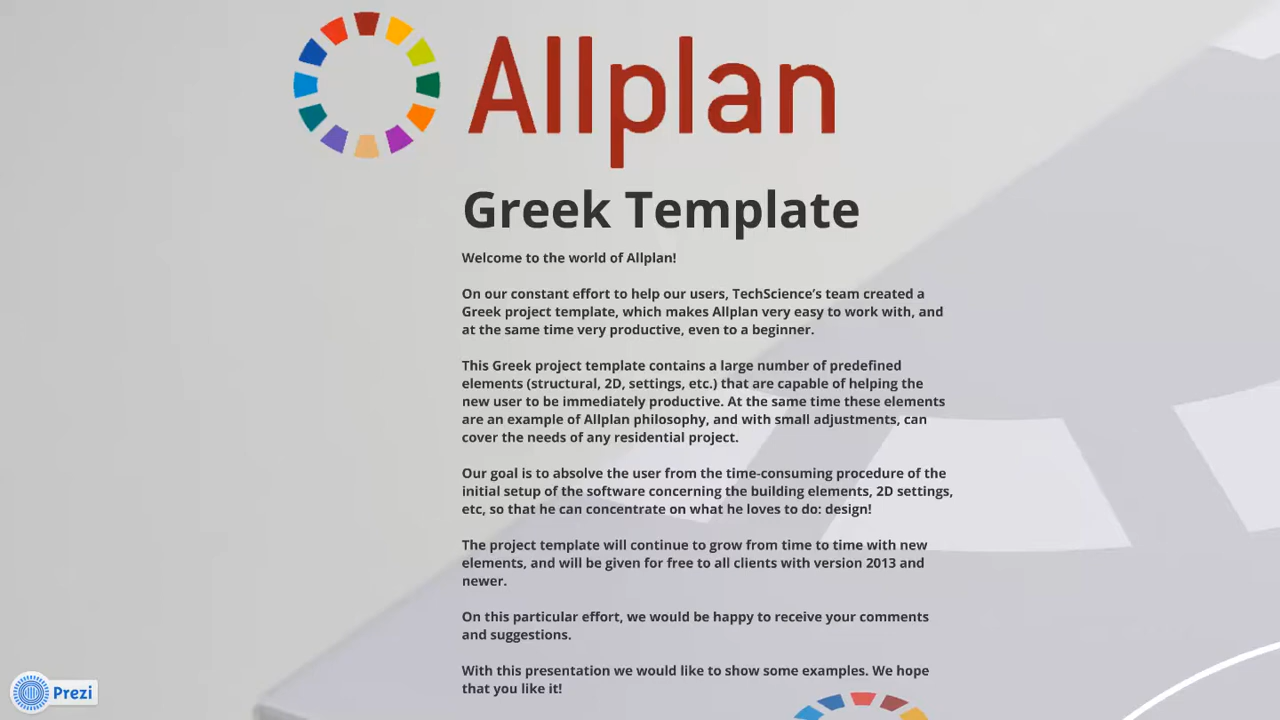 Allplan
Greek Template
Welcome to the world of Allplan!
On our constant effort to help our users, TechScience’s team created a
Greek project template, which makes Allplan very easy to work with, and
at the same time very productive, even to a beginner.
This Greek project template contains a large number of predefined
elements (structural, 2D, settings, etc.) that are capable of helping the
new user to be immediately productive. At the same time these elements
are an example of Allplan philosophy, and with small adjustments, can
cover the needs of any residential project.
Our goal is to absolve the user from the time-consuming procedure of the
initial setup of the software concerning the building elements, 2D settings,
etc, so that he can concentrate on what he loves to do: design!
The project template will continue to grow from time to time with new
elements, and will be given for free to all clients with version 2013 and
newer.
On this particular effort, we would be happy to receive your comments
and suggestions.
With this presentation we would like to show some examples. We hope
that you like it!
Prezi